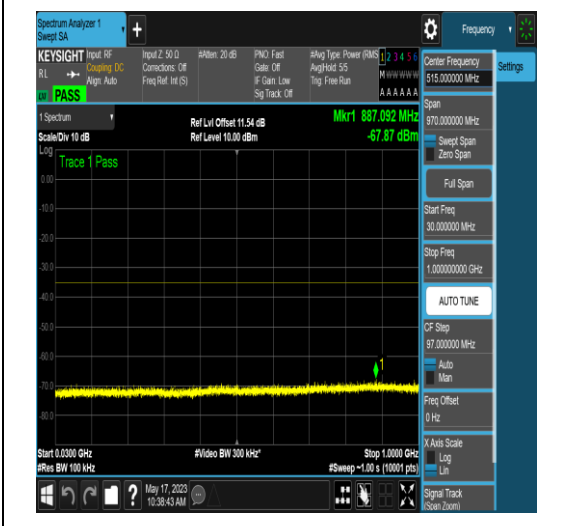 Spectrum Analyzer 1
Swept SA
+
Frequency
KEYSIGHT
RL
Input: RF
Coupling: DC
Align: Auto
Input Z: 50 Ω
Corrections: Off
Freq Ref: Int (S)
#Atten: 20 dB
PNO: Fast
Gate: Off
IF Gain: Low
Sig Track: Off
#Avg Type: Power (RMS
Avg|Hold: 5/5
Trig: Free Run
1 2 3 4 5 6
M w w w w w
A A A A A A
PASS
1 Spectrum
Scale/Div 10 dB
Ref Lvl Offset 11.54 dB
Ref Level 10.00 dBm
Mkr1 887.092 MHz
-67.87 dBm
Log
Trace 1 Pass
0.00
-10.0
-20.0
-30.0
-40.0
-50.0
-60.0
-70.0
-80.0
1
Start 0.0300 GHz
#Res BW 100 kHz
#Video BW 300 kHz*
Stop 1.0000 GHz
#Sweep ~1.00 s (10001 pts)
Center Frequency
515.000000 MHz
Settings
Span
970.000000 MHz
Swept Span
Zero Span
Full Span
Start Freq
30.000000 MHz
Stop Freq
1.000000000 GHz
AUTO TUNE
CF Step
97.000000 MHz
Auto
Man
Freq Offset
0 Hz
X Axis Scale
Log
Lin
Signal Track
(Span Zoom)
?
May 17, 2023
10:38:43 AM